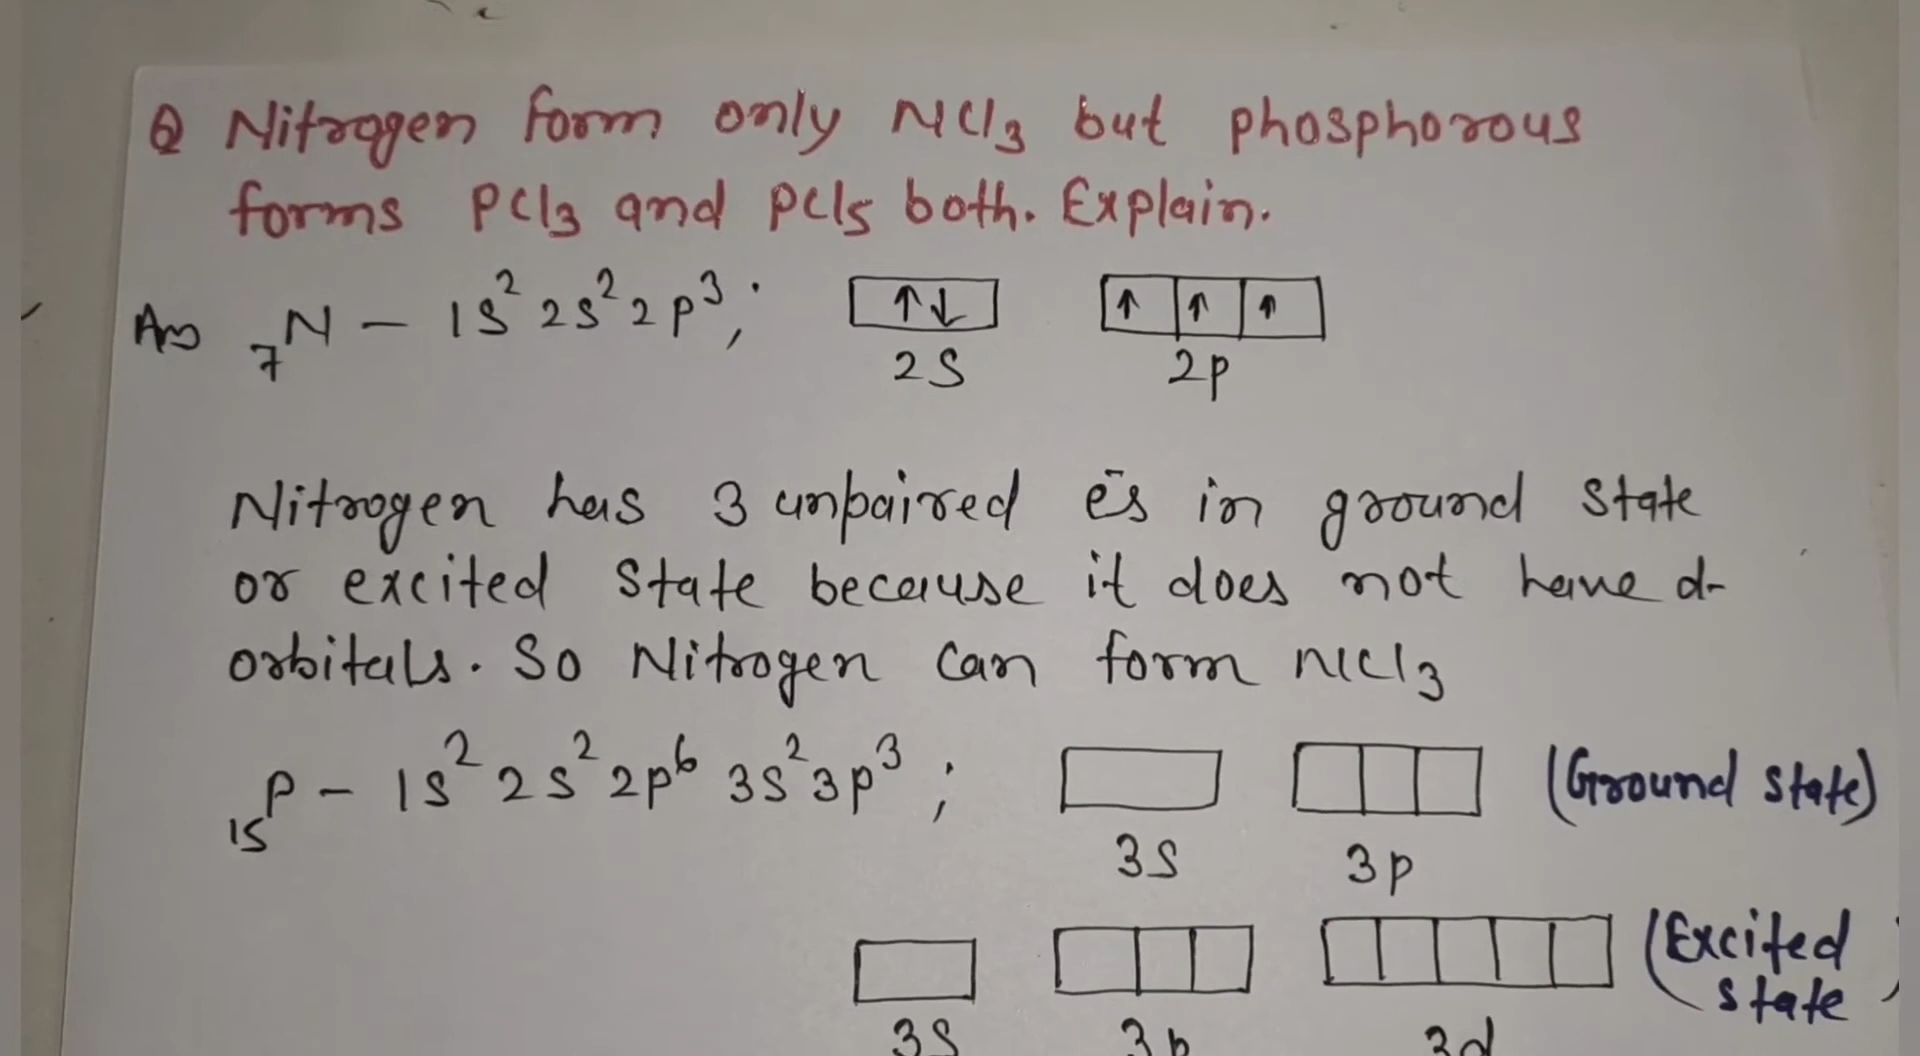 Q Nitrogen form only NCl3 but phosphorous
forms PCl3 and PCl5 both. Explain.
Ans 7N - 1s² 2s² 2p³; ↑↓ ↑ ↑ ↑
2s 2p
Nitrogen has 3 unpaired ēs in ground state
or excited state because it does not have d-
orbitals. So Nitrogen can form NCl3
15P - 1s² 2s² 2p⁶ 3s² 3p³; (Ground state)
3s 3p
(Excited state)
3s 3p 3d